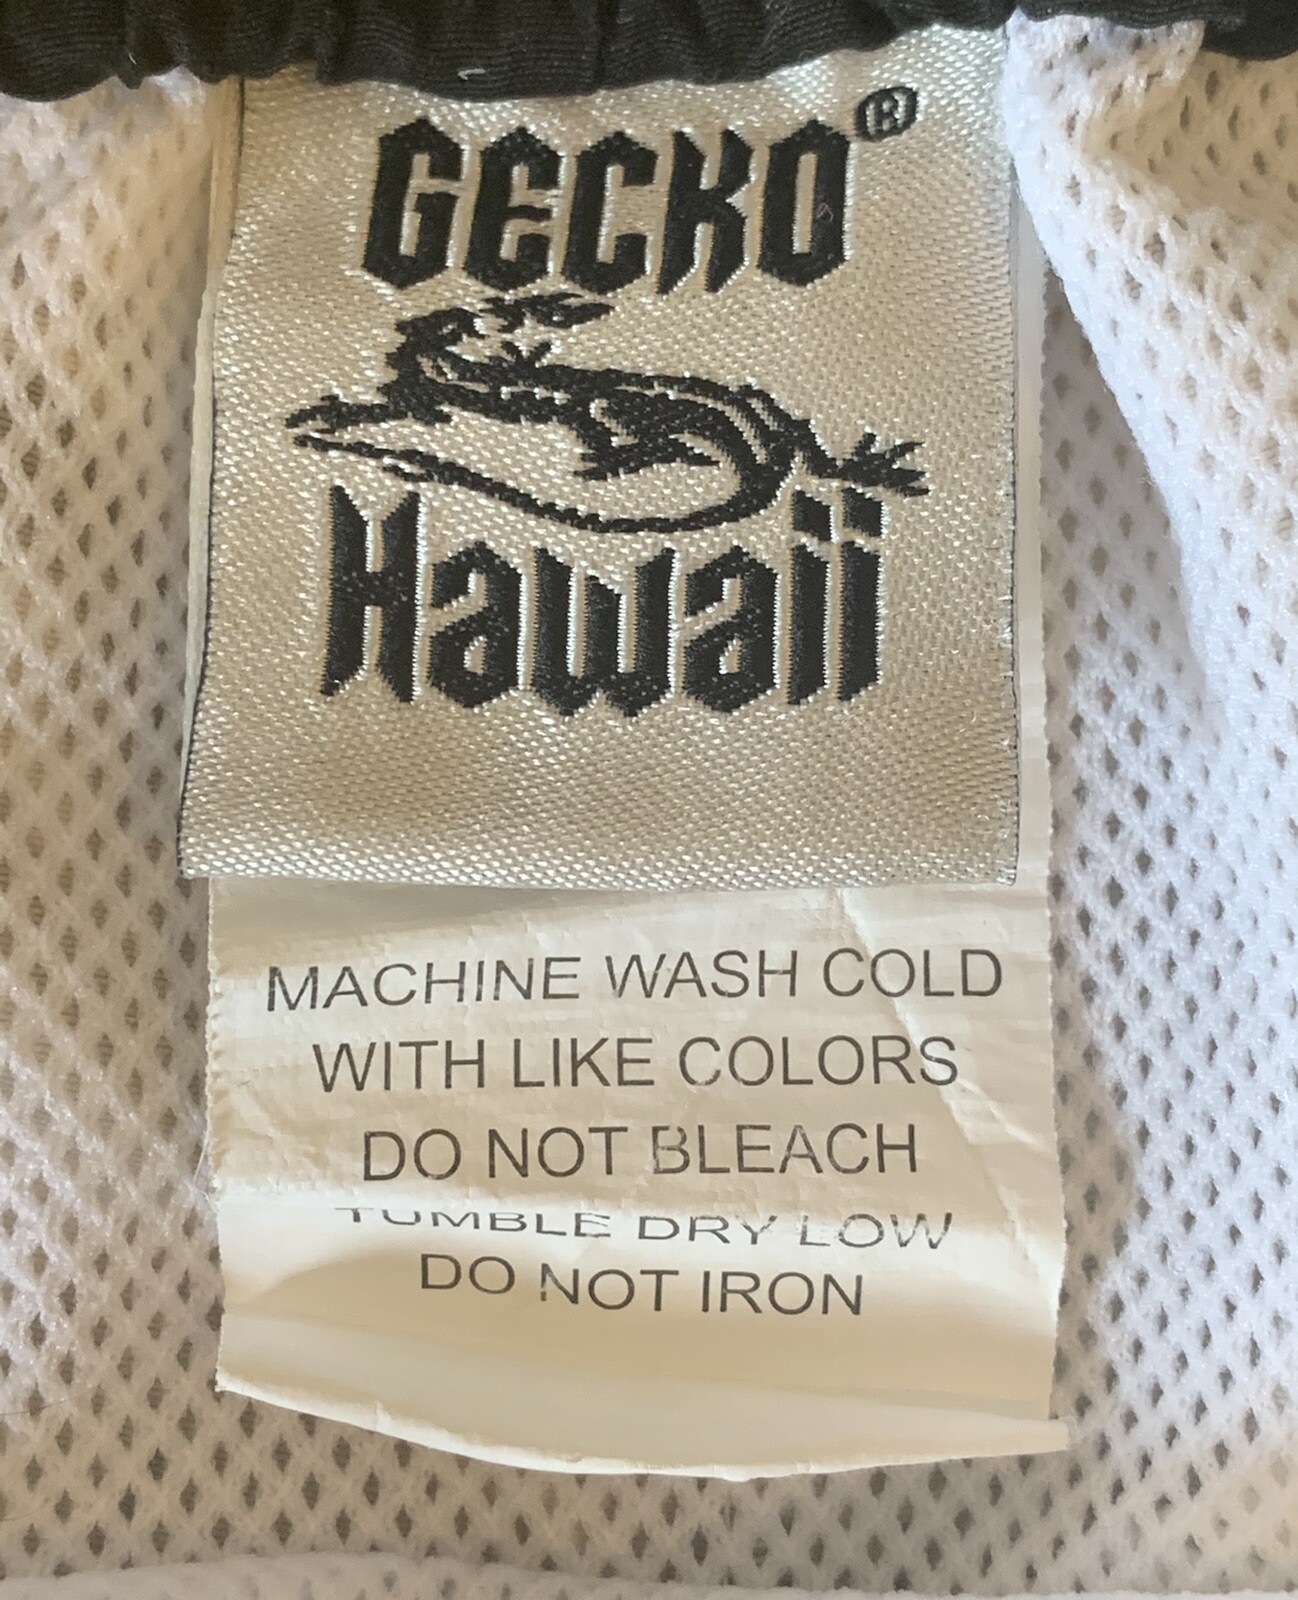 GECKO®
Hawaii
MACHINE WASH COLD
WITH LIKE COLORS
DO NOT BLEACH
TUMBLE DRY LOW
DO NOT IRON